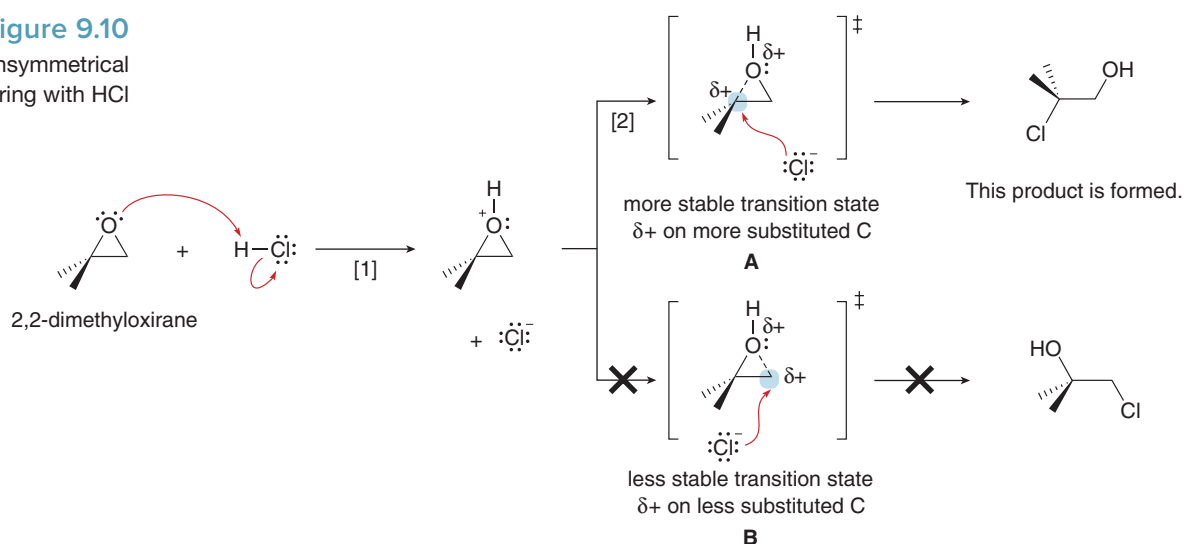 igure 9.10
nsymmetrical
ring with HCl
O
2,2-dimethyloxirane
+
H–Cl
[1]
H
+
O
+ Cl–
[2]
H
δ+
O
δ+
Cl–
‡
more stable transition state
δ+ on more substituted C
A
OH
Cl
This product is formed.
H
δ+
O
δ+
Cl–
‡
less stable transition state
δ+ on less substituted C
B
HO
Cl